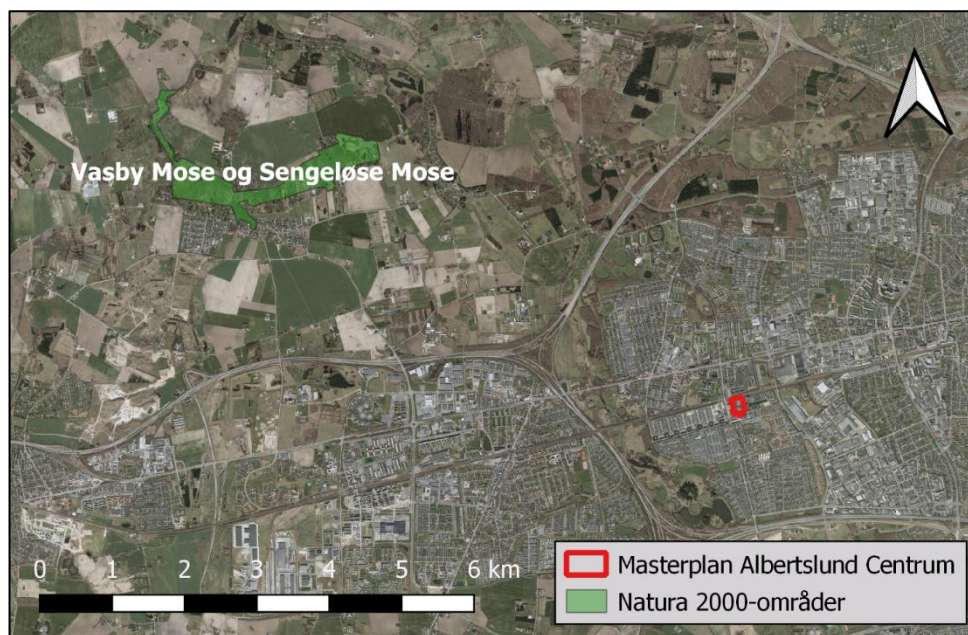 Vasby Mose og Sengeløse Mose
0 1 2 3 4 5 6 km
Masterplan Albertslund Centrum
Natura 2000-områder